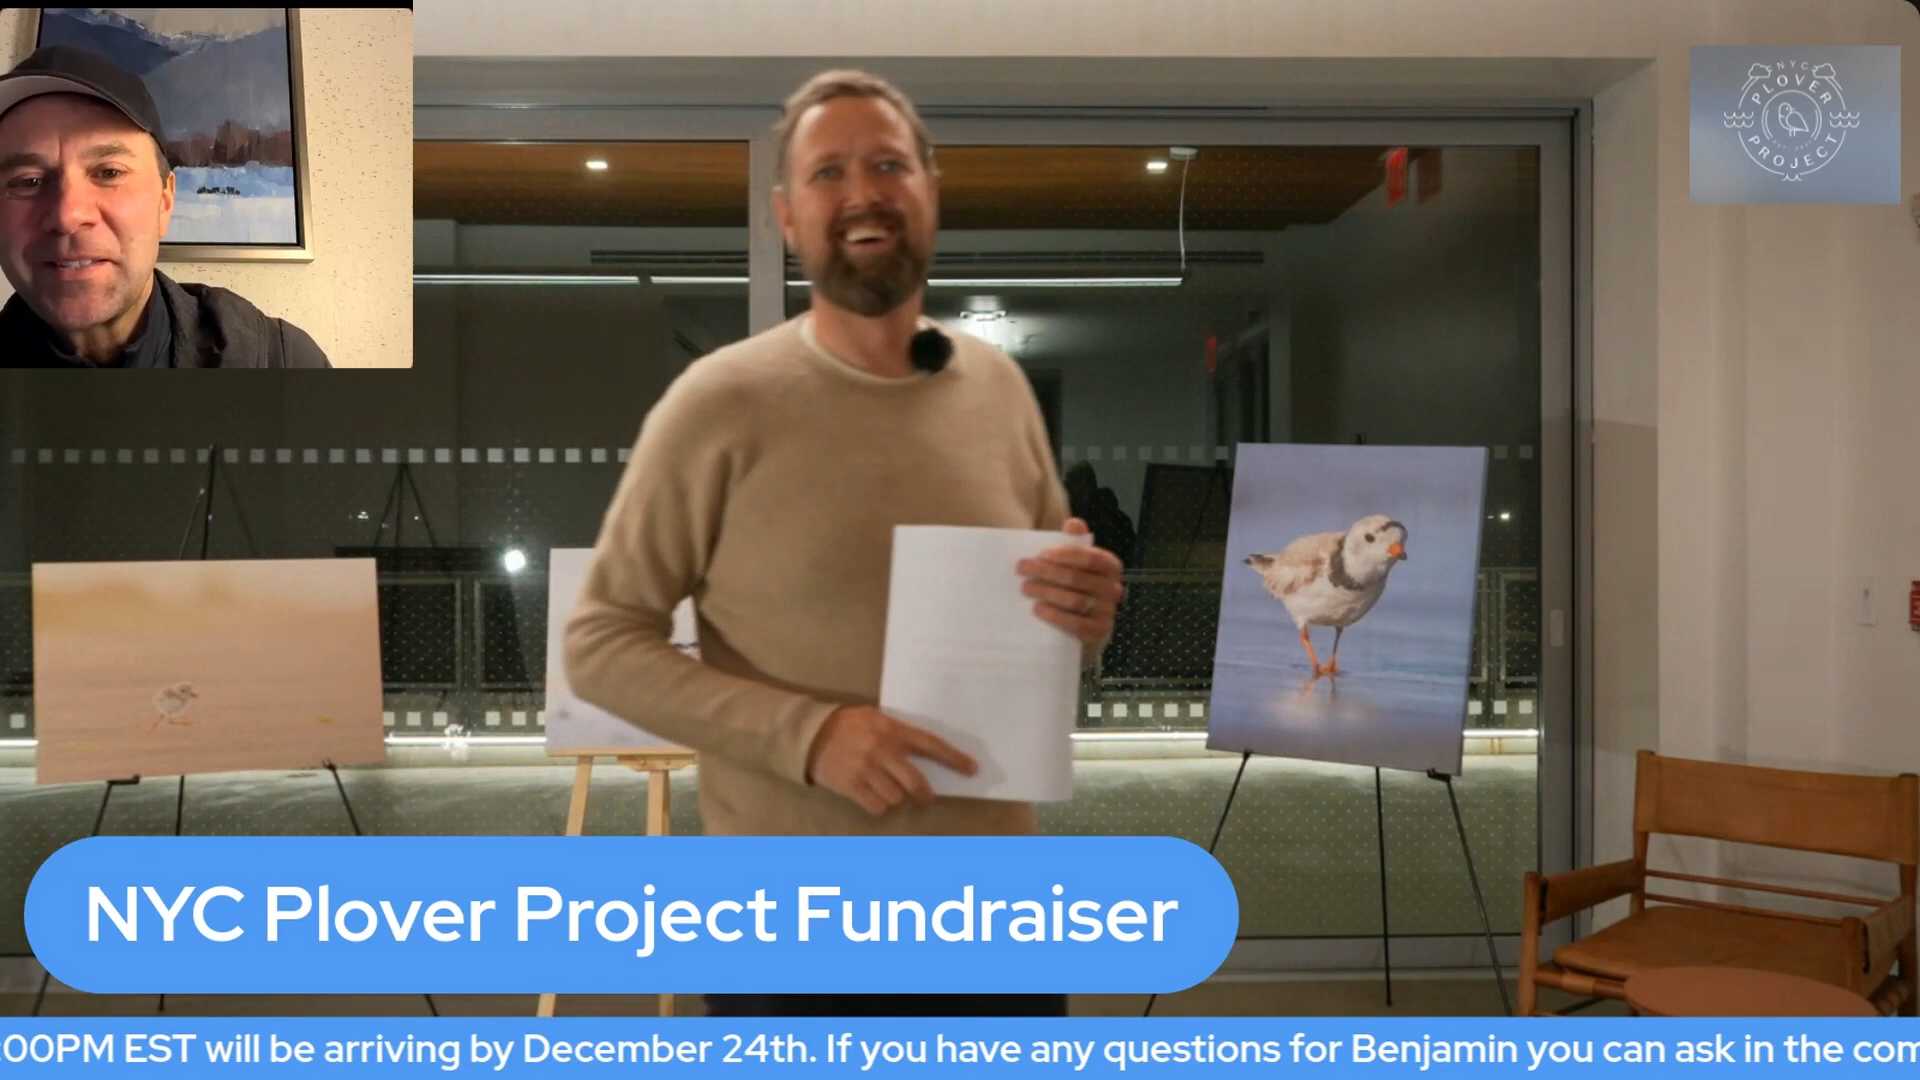 NYC
PLOVER
PROJECT
NYC Plover Project Fundraiser
:00PM EST will be arriving by December 24th. If you have any questions for Benjamin you can ask in the com